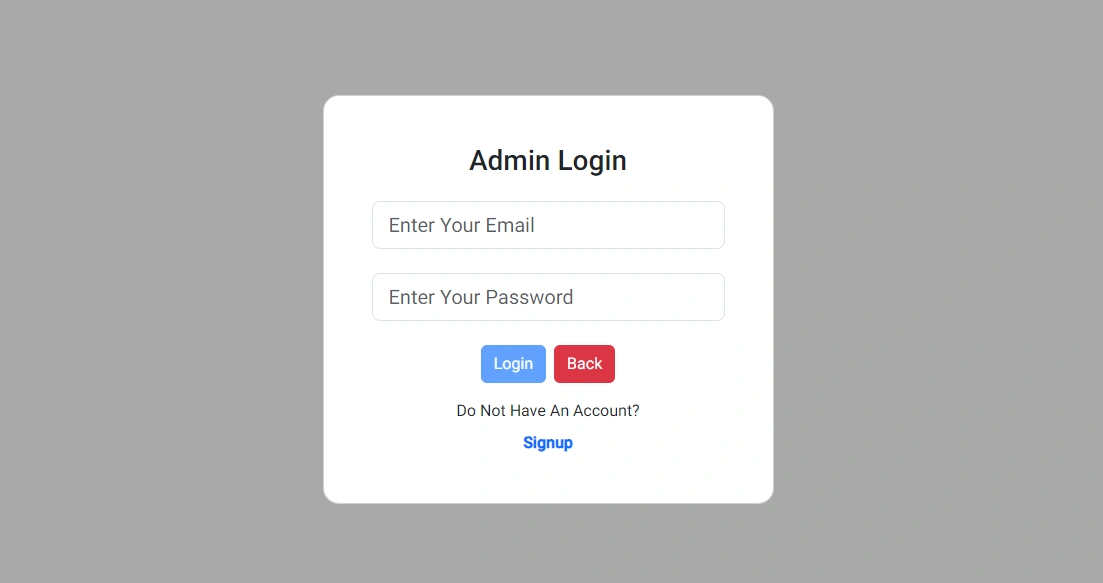 Admin Login
Enter Your Email
Enter Your Password
Login Back
Do Not Have An Account?
Signup